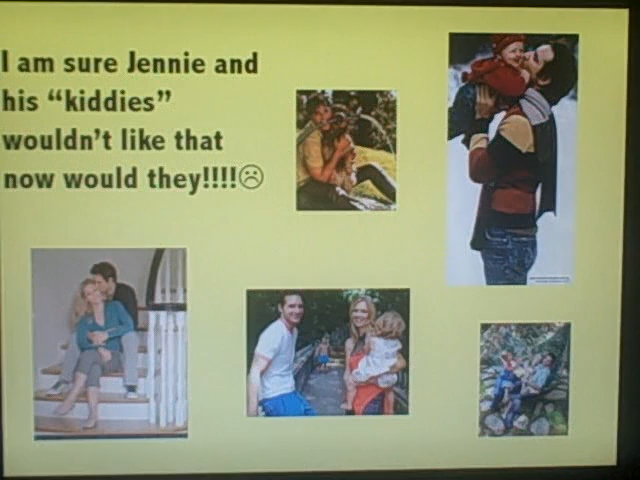 I am sure Jennie and
his “kiddies”
wouldn’t like that
now would they!!!!☹